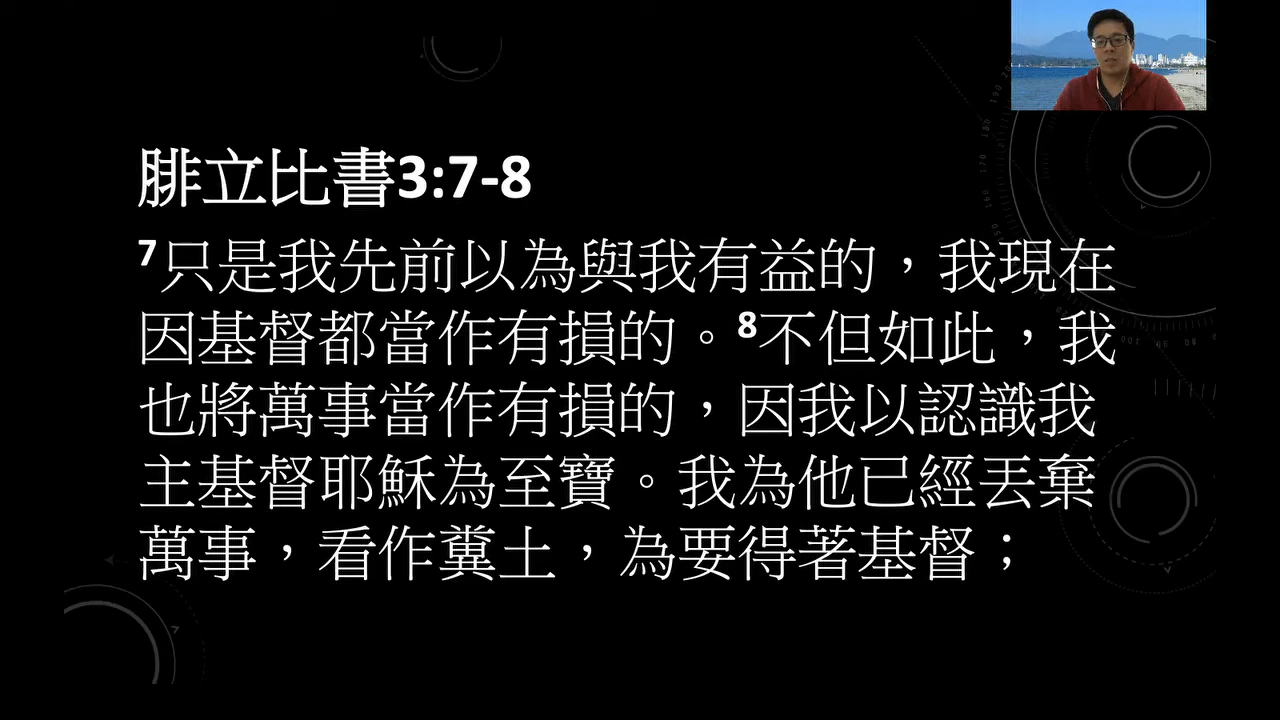 腓立比書3:7-8
7只是我先前以為與我有益的，我現在
因基督都當作有損的。8不但如此，我
也將萬事當作有損的，因我以認識我
主基督耶穌為至寶。我為他已經丟棄
萬事，看作糞土，為要得著基督；